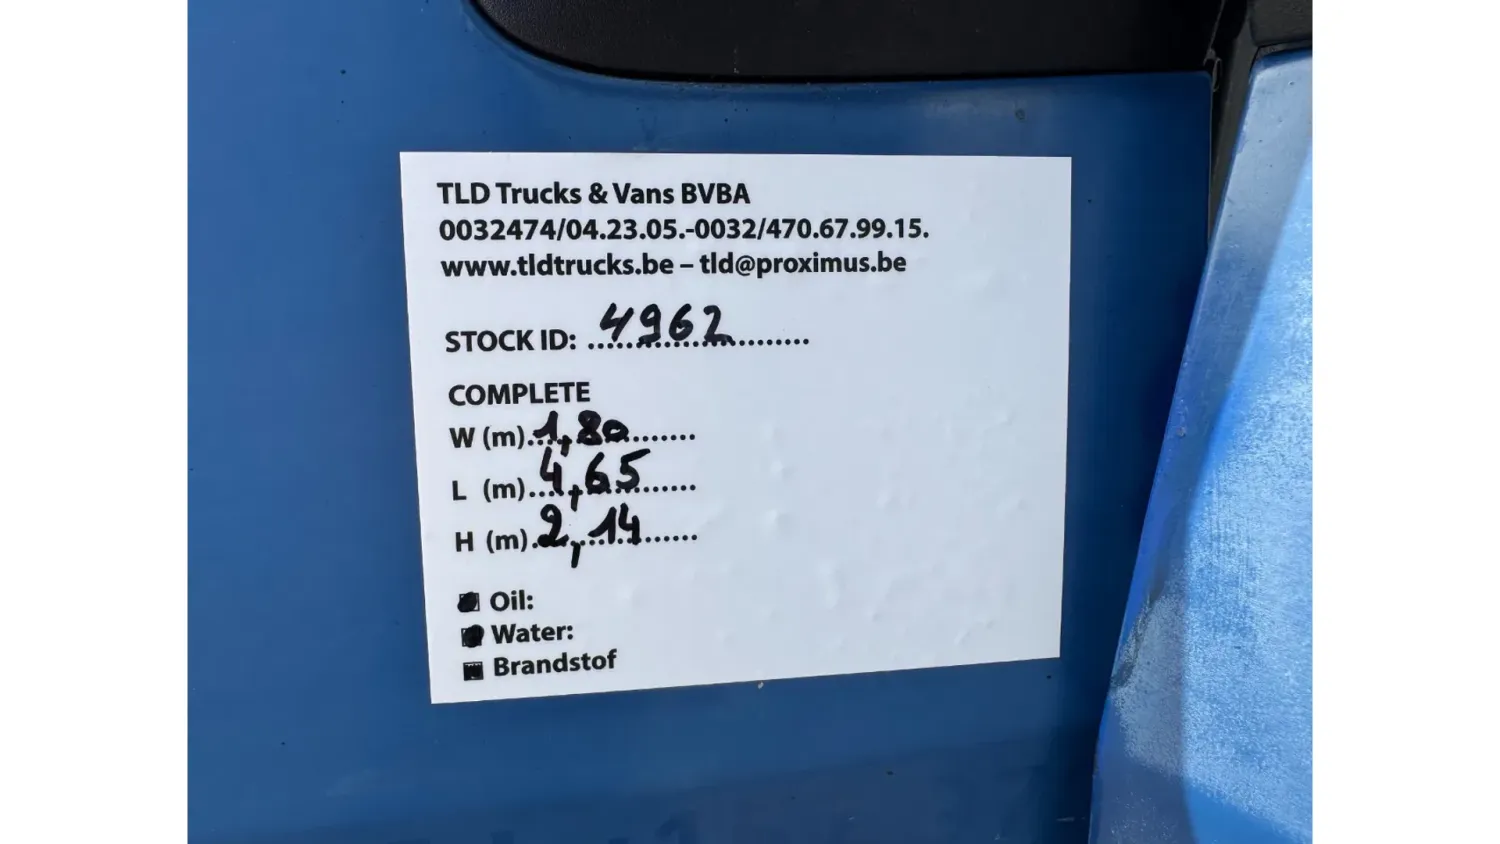 TLD Trucks & Vans BVBA
0032474/04.23.05.-0032/470.67.99.15.
www.tldtrucks.be – tld@proximus.be
STOCK ID: 4962
COMPLETE
W (m) 1,80
L (m) 4,65
H (m) 2,14
Oil:
Water:
Brandstof